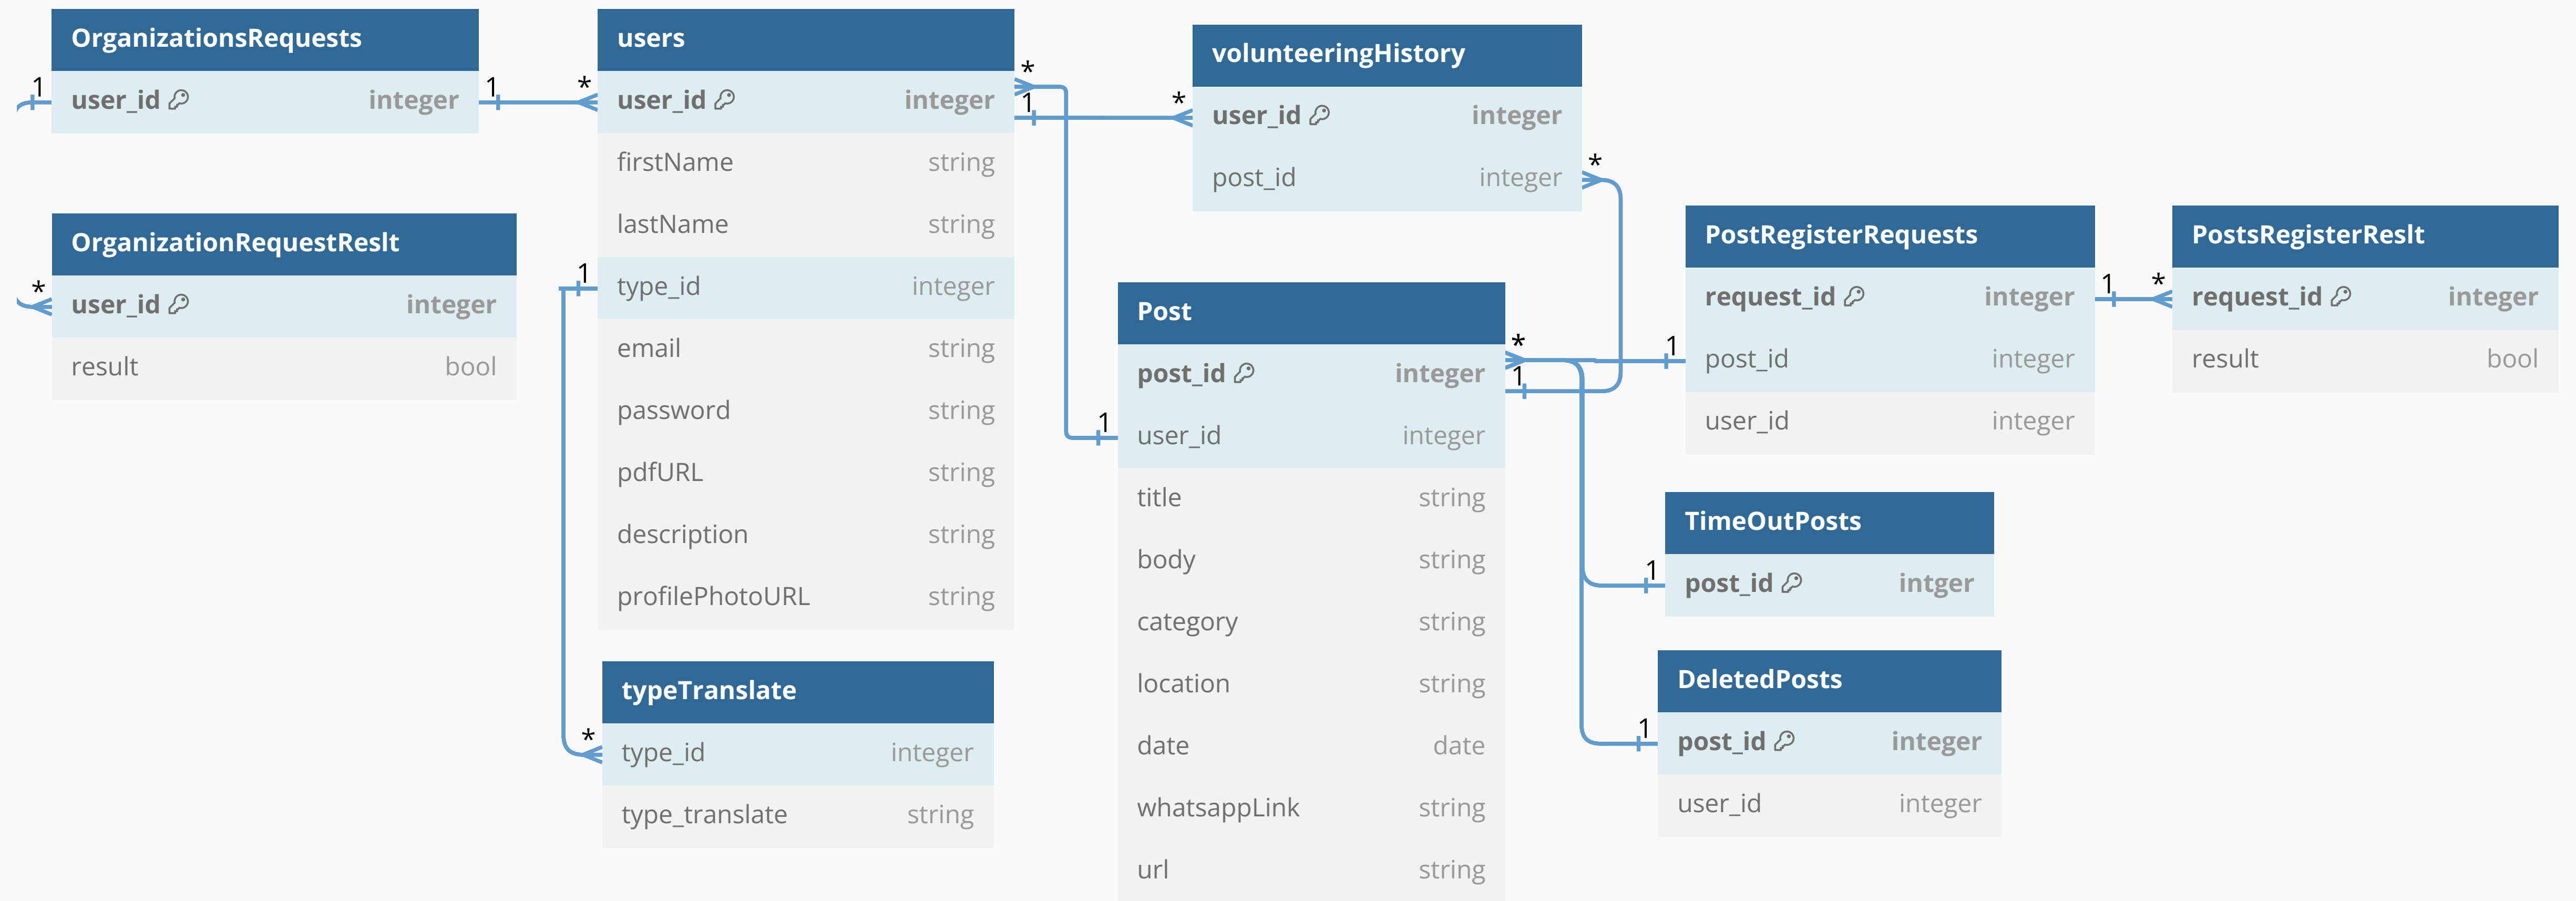 OrganizationsRequests
1 user_id integer 1
OrganizationRequestReslt
* user_id integer
result bool
users
* user_id integer * 1
firstName string
lastName string
1 type_id integer
email string
password string
pdfURL string
description string
profilePhotoURL string
typeTranslate
* type_id integer
type_translate string
volunteeringHistory
* user_id integer
post_id integer *
Post
post_id integer * 1
1 user_id integer
title string
body string
category string
location string
date date
whatsappLink string
url string
PostRegisterRequests
request_id integer 1
1 post_id integer
user_id integer
PostsRegisterReslt
* request_id integer
result bool
TimeOutPosts
1 post_id intger
DeletedPosts
1 post_id integer
user_id integer